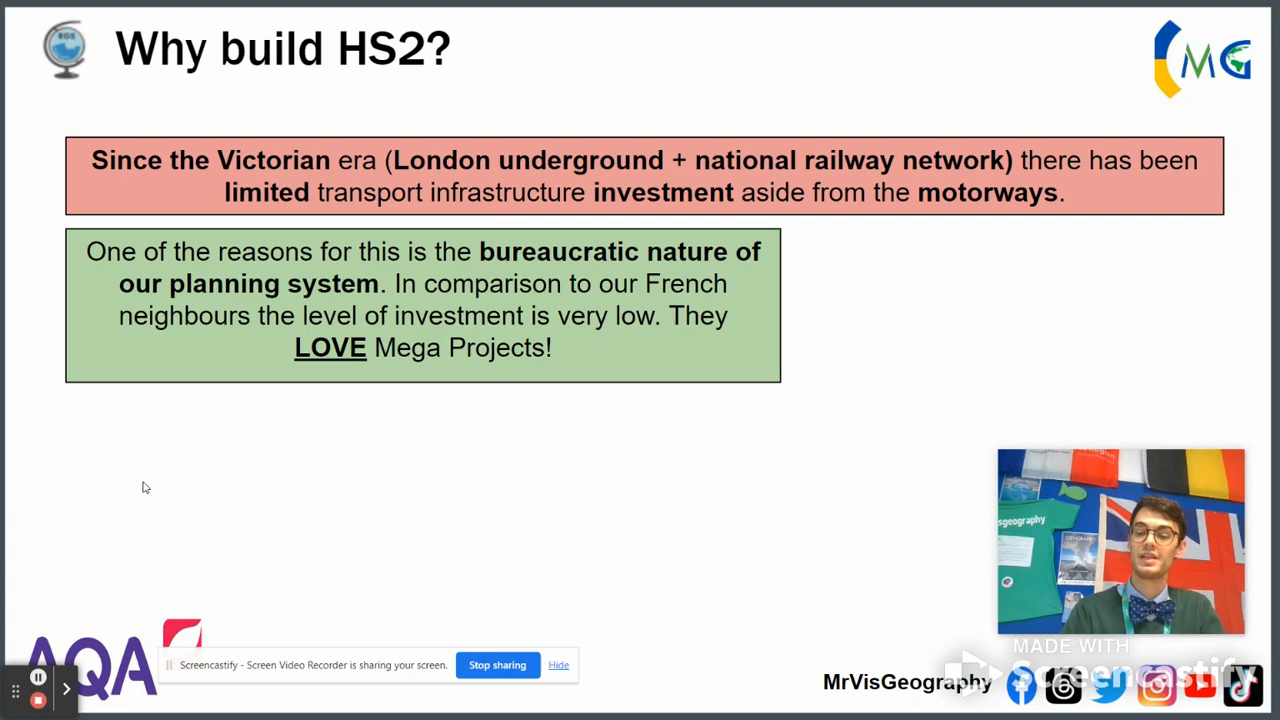 ROS
Why build HS2?
MG
Since the Victorian era (London underground + national railway network) there has been
limited transport infrastructure investment aside from the motorways.
One of the reasons for this is the bureaucratic nature of
our planning system. In comparison to our French
neighbours the level of investment is very low. They
LOVE Mega Projects!
sgeography
AQA
Screencastify - Screen Video Recorder is sharing your screen.
Stop sharing
Hide
MADE WITH
Screencastify
MrVisGeography